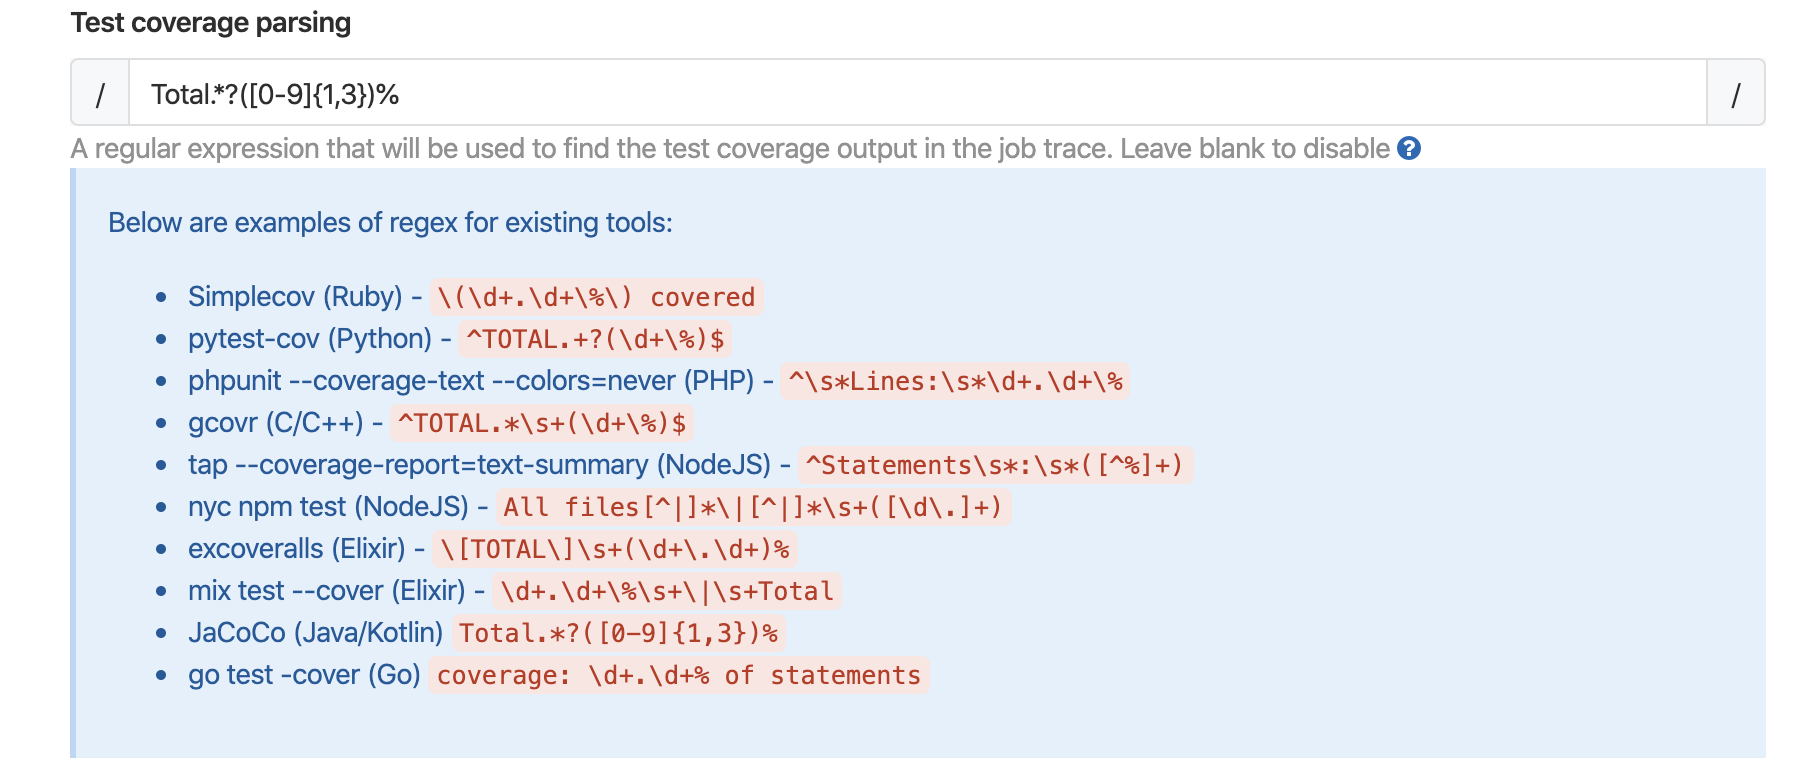 Test coverage parsing
/ Total.*?([0-9]{1,3})% /
A regular expression that will be used to find the test coverage output in the job trace. Leave blank to disable ?
Below are examples of regex for existing tools:
• Simplecov (Ruby) - \(\d+.\d+\%\) covered
• pytest-cov (Python) - ^TOTAL.+?(\d+\%)$
• phpunit --coverage-text --colors=never (PHP) - ^\s*Lines:\s*\d+.\d+\%
• gcovr (C/C++) - ^TOTAL.*\s+(\d+\%)$
• tap --coverage-report=text-summary (NodeJS) - ^Statements\s*:\s*([^%]+)
• nyc npm test (NodeJS) - All files[^|]*\|[^|]*\s+([\d\.]+)
• excoveralls (Elixir) - \[TOTAL\]\s+(\d+\.\d+)%
• mix test --cover (Elixir) - \d+.\d+\%\s+\|\s+Total
• JaCoCo (Java/Kotlin) Total.*?([0-9]{1,3})%
• go test -cover (Go) coverage: \d+.\d+% of statements